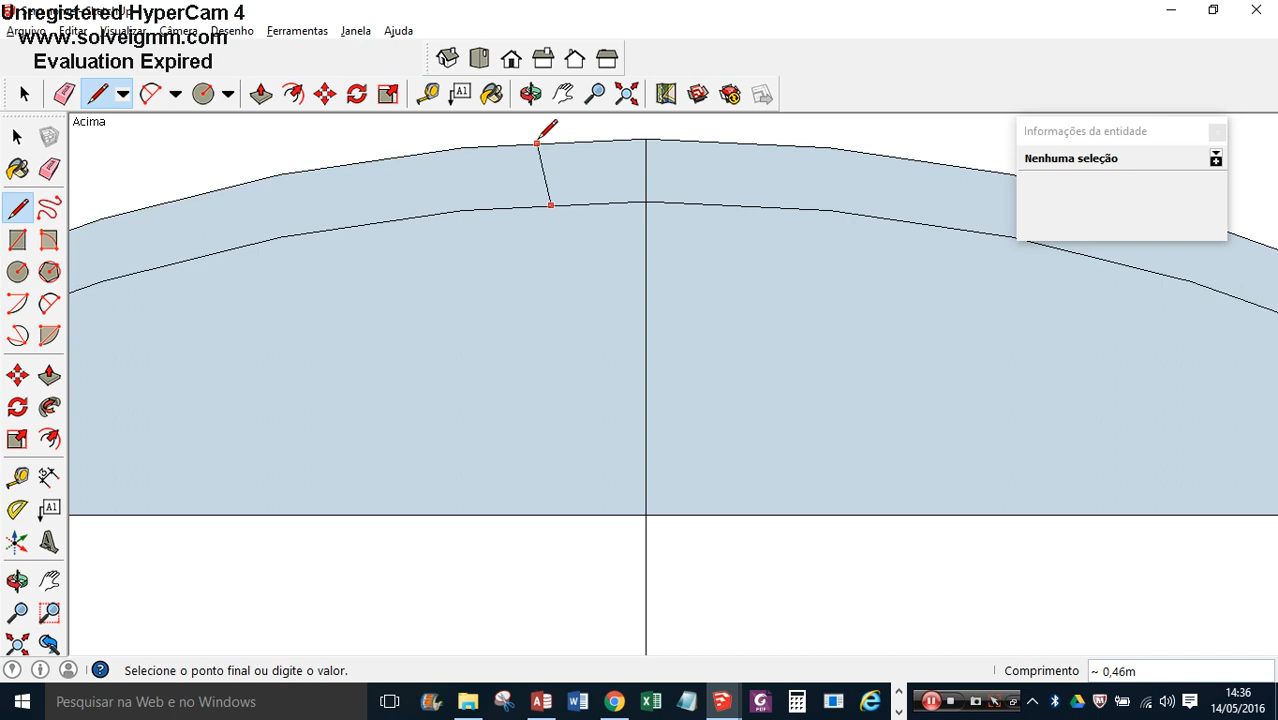 Unregistered HyperCam 4
www.solveigmm.com
Evaluation Expired
Arquivo Editar Visualizar Câmera Desenho Ferramentas Janela Ajuda
A1
Acima
Informações da entidade
Nenhuma seleção
A1
Selecione o ponto final ou digite o valor.
Comprimento
~ 0,46m
Pesquisar na Web e no Windows
14:36
14/05/2016